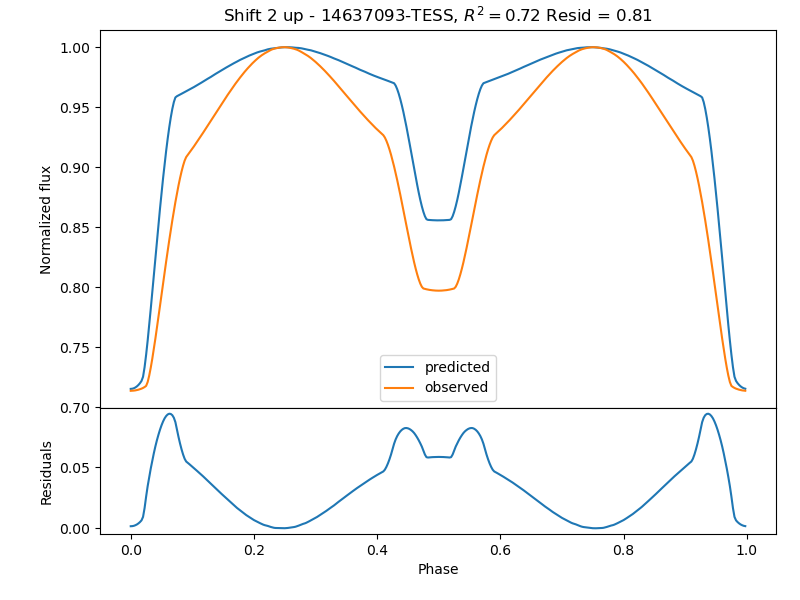 Shift 2 up - 14637093-TESS, R² = 0.72 Resid = 0.81
Normalized flux
1.00
0.95
0.90
0.85
0.80
0.75
0.70
predicted
observed
Residuals
0.05
0.00
0.0 0.2 0.4 0.6 0.8 1.0
Phase